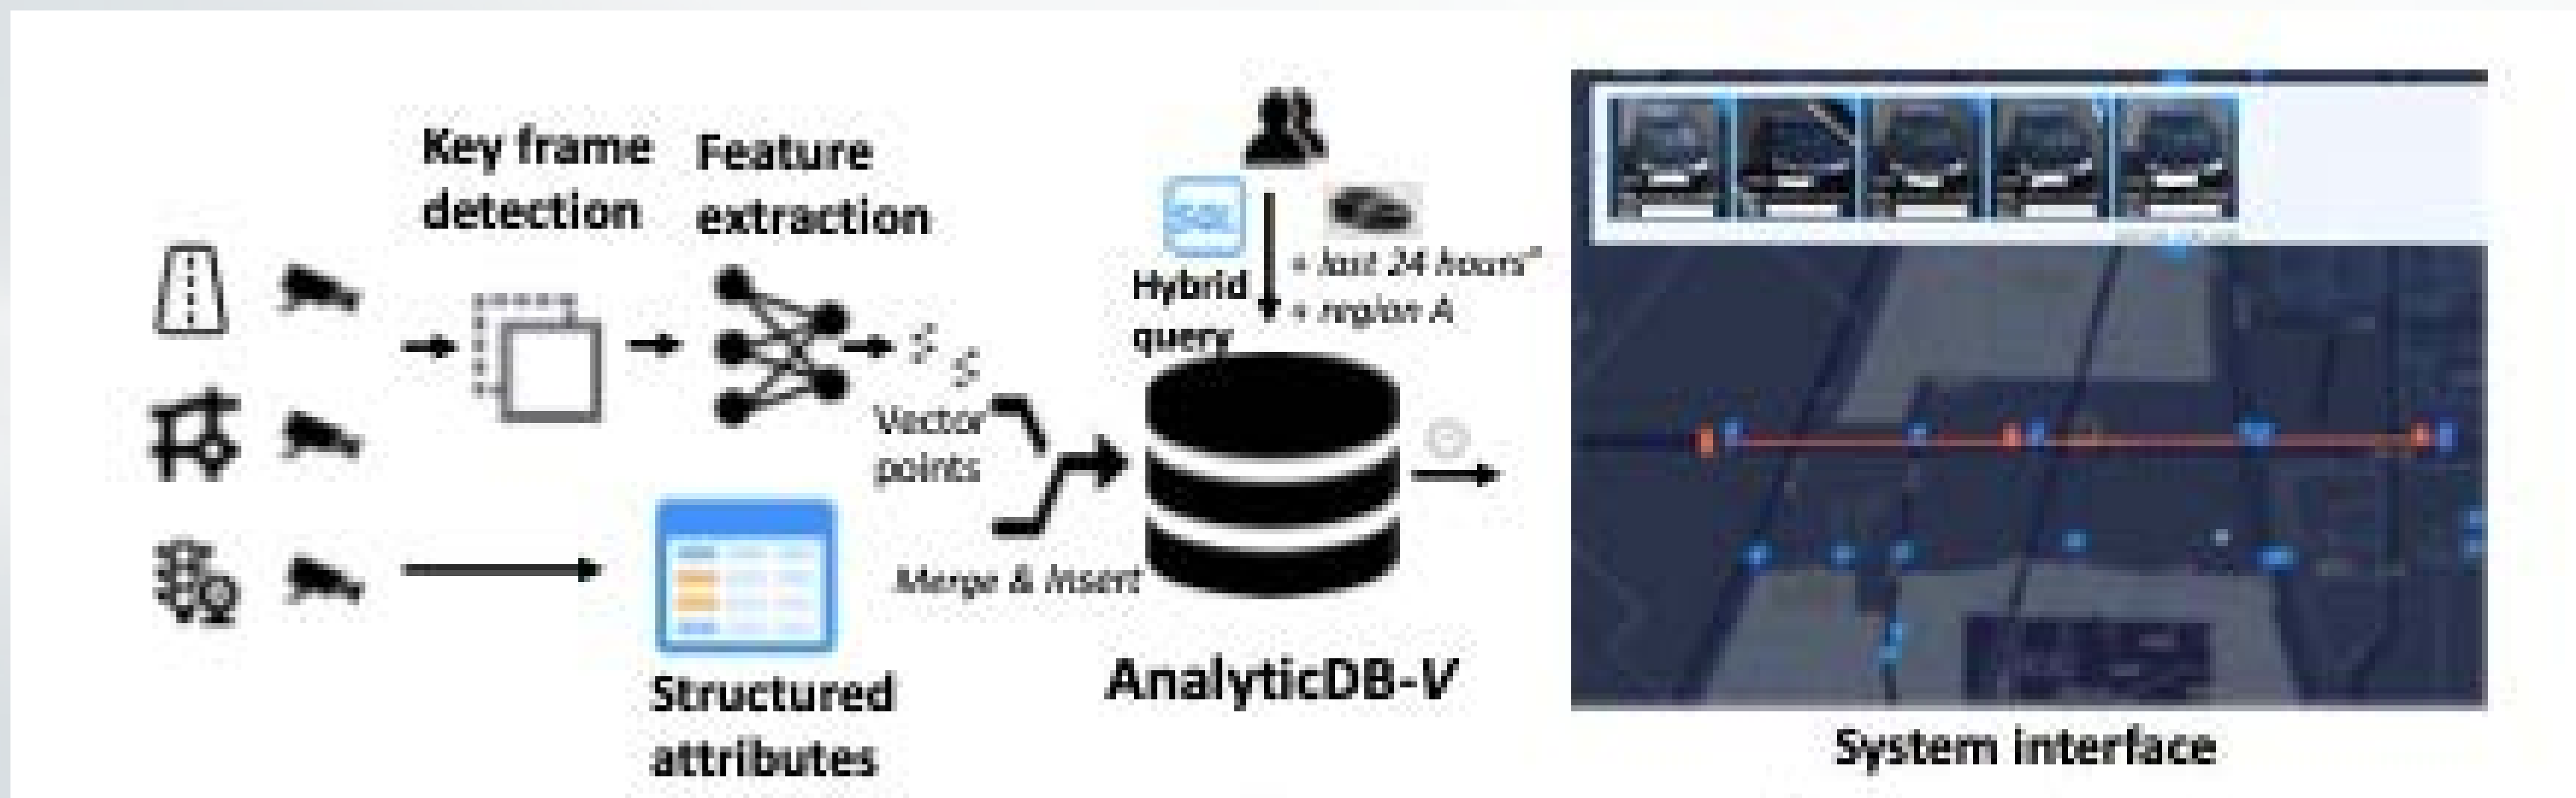 Key frame
detection
Feature
extraction
SQL
Hybrid
query
+ last 24 hours"
+ region A
Vector
points
Merge & Insert
Structured
attributes
AnalyticDB-V
System interface